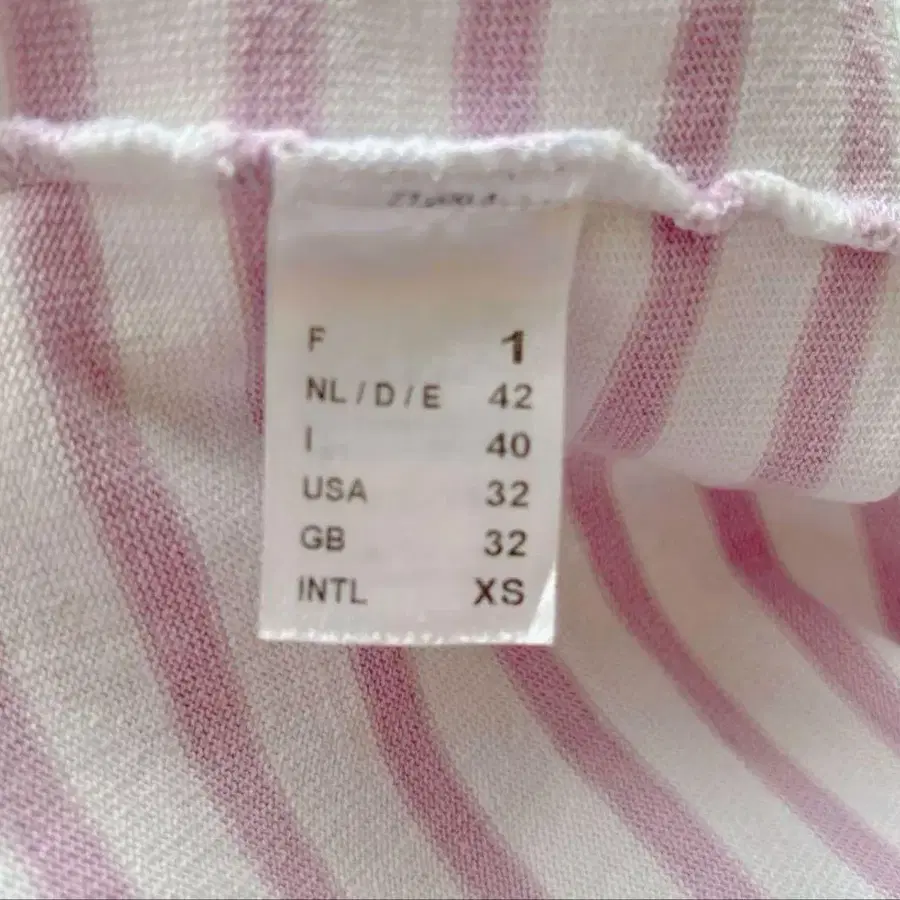 F 1
NL / D / E 42
I 40
USA 32
GB 32
INTL XS